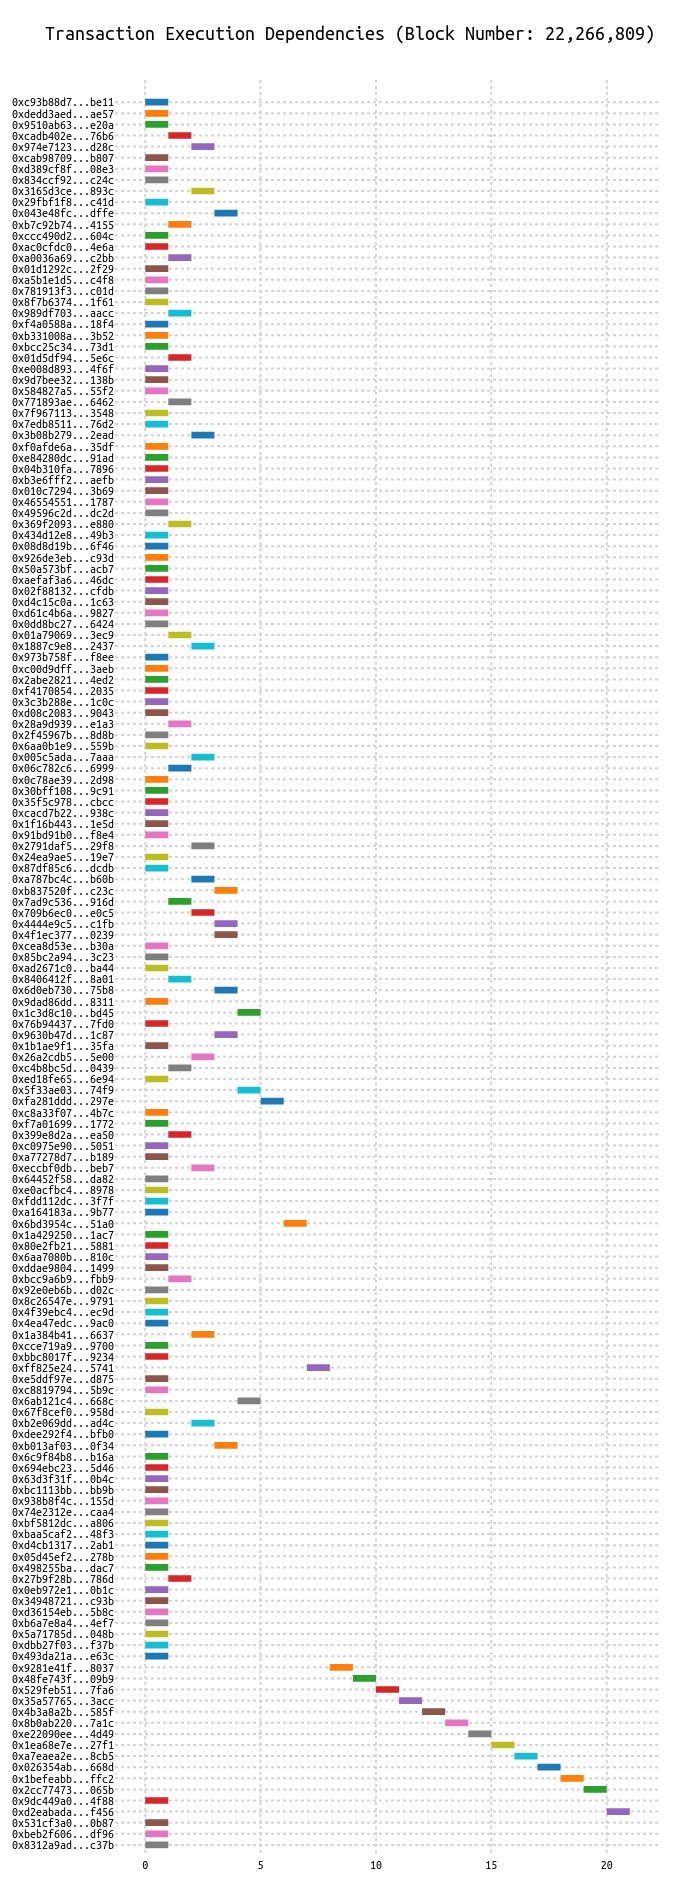 Transaction Execution Dependencies (Block Number: 22,266,809)
0xc93b88d7...be11
0xdedd3aed...ae57
0x9510ab63...e20a
0xcadb402e...76b6
0x974e7123...d28c
0xcab98709...b807
0xd389cf8f...08e3
0x834ccf92...c24c
0x3165d3ce...893c
0x29fbf1f8...c41d
0x043e48fc...dffe
0xb7c92b74...4155
0xccc490d2...604c
0xac0cfdc0...4e6a
0xa0036a69...c2bb
0x01d1292c...2f29
0xa5b1e1d5...c4f8
0x781913f3...c01d
0x8f7b6374...1f61
0x989df703...aacc
0xf4a0588a...18f4
0xb331008a...3b52
0xbcc25c34...73d1
0x01d5df94...5e6c
0xe008d893...4f6f
0x9d7bee32...138b
0x584827a5...55f2
0x771893ae...6462
0x7f967113...3548
0x7edb8511...76d2
0x3b08b279...2ead
0xf0afde6a...35df
0xe84280dc...91ad
0x04b310fa...7896
0xb3e6fff2...aefb
0x010c7294...3b69
0x46554551...1787
0x49596c2d...dc2d
0x369f2093...e880
0x434d12e8...49b3
0x08d8d19b...6f46
0x926de3eb...c93d
0x50a573bf...acb7
0xaefaf3a6...46dc
0x02f88132...cfdb
0xd4c15c0a...1c63
0xd61c4b6a...9827
0x0dd8bc27...6424
0x01a79069...3ec9
0x1887c9e8...2437
0x973b758f...f8ee
0xc00d9dff...3aeb
0x2abe2821...4ed2
0xf4170854...2035
0x3c3b288e...1c0c
0xd08c2083...9043
0x28a9d939...e1a3
0x2f45967b...8d8b
0x6aa0b1e9...559b
0x005c5ada...7aaa
0x06c782c6...6999
0x0c78ae39...2d98
0x30bff108...9c91
0x35f5c978...cbcc
0xcacd7b22...938c
0x1f16b443...1e5d
0x91bd91b0...f8e4
0x2791daf5...29f8
0x24ea9ae5...19e7
0x87df85c6...dcdb
0xa787bc4c...b60b
0xb837520f...c23c
0x7ad9c536...916d
0x709b6ec0...e0c5
0x4444e9c5...c1fb
0x4f1ec377...0239
0xcea8d53e...b30a
0x85bc2a94...3c23
0xad2671c0...ba44
0x8406412f...8a01
0x6d0eb730...75b8
0x9dad86dd...8311
0x1c3d8c10...bd45
0x76b94437...7fd0
0x9630b47d...1c87
0x1b1ae9f1...35fa
0x26a2cdb5...5e00
0xc4b8bc5d...0439
0xed18fe65...6e94
0x5f33ae03...74f9
0xfa281ddd...297e
0xc8a33f07...4b7c
0xf7a01699...1772
0x399e8d2a...ea50
0xc0975e90...5051
0xa77278d7...b189
0xeccbf0db...beb7
0x64452f58...da82
0xe0acfbc4...8978
0xfdd112dc...3f7f
0xa164183a...9b77
0x6bd3954c...51a0
0x1a429250...1ac7
0x80e2fb21...5881
0x6aa7080b...810c
0xddae9804...1499
0xbcc9a6b9...fbb9
0x92e0eb6b...d02c
0x8c26547e...9791
0x4f39ebc4...ec9d
0x4ea47edc...9ac0
0x1a384b41...6637
0xcce719a9...9700
0xbbc8017f...9234
0xff825e24...5741
0xe5ddf97e...d875
0xc8819794...5b9c
0x6ab121c4...668c
0x67f8cef0...958d
0xb2e069dd...ad4c
0xdee292f4...bfb0
0xb013af03...0f34
0x6c9f84b8...b16a
0x694ebc23...5d46
0x63d3f31f...0b4c
0xbc1113bb...bb9b
0x938b8f4c...155d
0x74e2312e...caa4
0xbf5812dc...a806
0xbaa5caf2...48f3
0xd4cb1317...2ab1
0x05d45ef2...278b
0x498255ba...dac7
0x27b9f28b...786d
0x0eb972e1...0b1c
0x34948721...c93b
0xd36154eb...5b8c
0xb6a7e8a4...4ef7
0x5a71785d...048b
0xdbb27f03...f37b
0x493da21a...e63c
0x9281e41f...8037
0x48fe743f...09b9
0x529feb51...7fa6
0x35a57765...3acc
0x4b3a8a2b...585f
0x8b0ab220...7a1c
0xe22090ee...4d49
0x1ea68e7e...27f1
0xa7eaea2e...8cb5
0x026354ab...668d
0x1befeabb...ffc2
0x2cc77473...065b
0x9dc449a0...4f88
0xd2eabada...f456
0x531cf3a0...0b87
0xbeb2f606...df96
0x8312a9ad...c37b
0 5 10 15 20